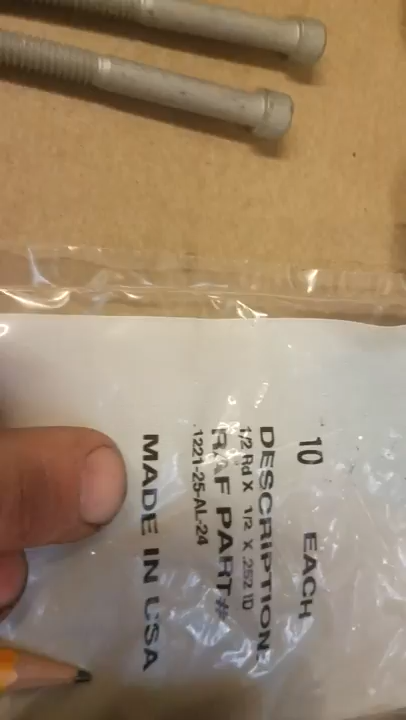 10 EACH
DESCRIPTION:
1/2 Rd X 1/2 X .252 ID
RAF PART#
1221-25-AL-24
MADE IN USA